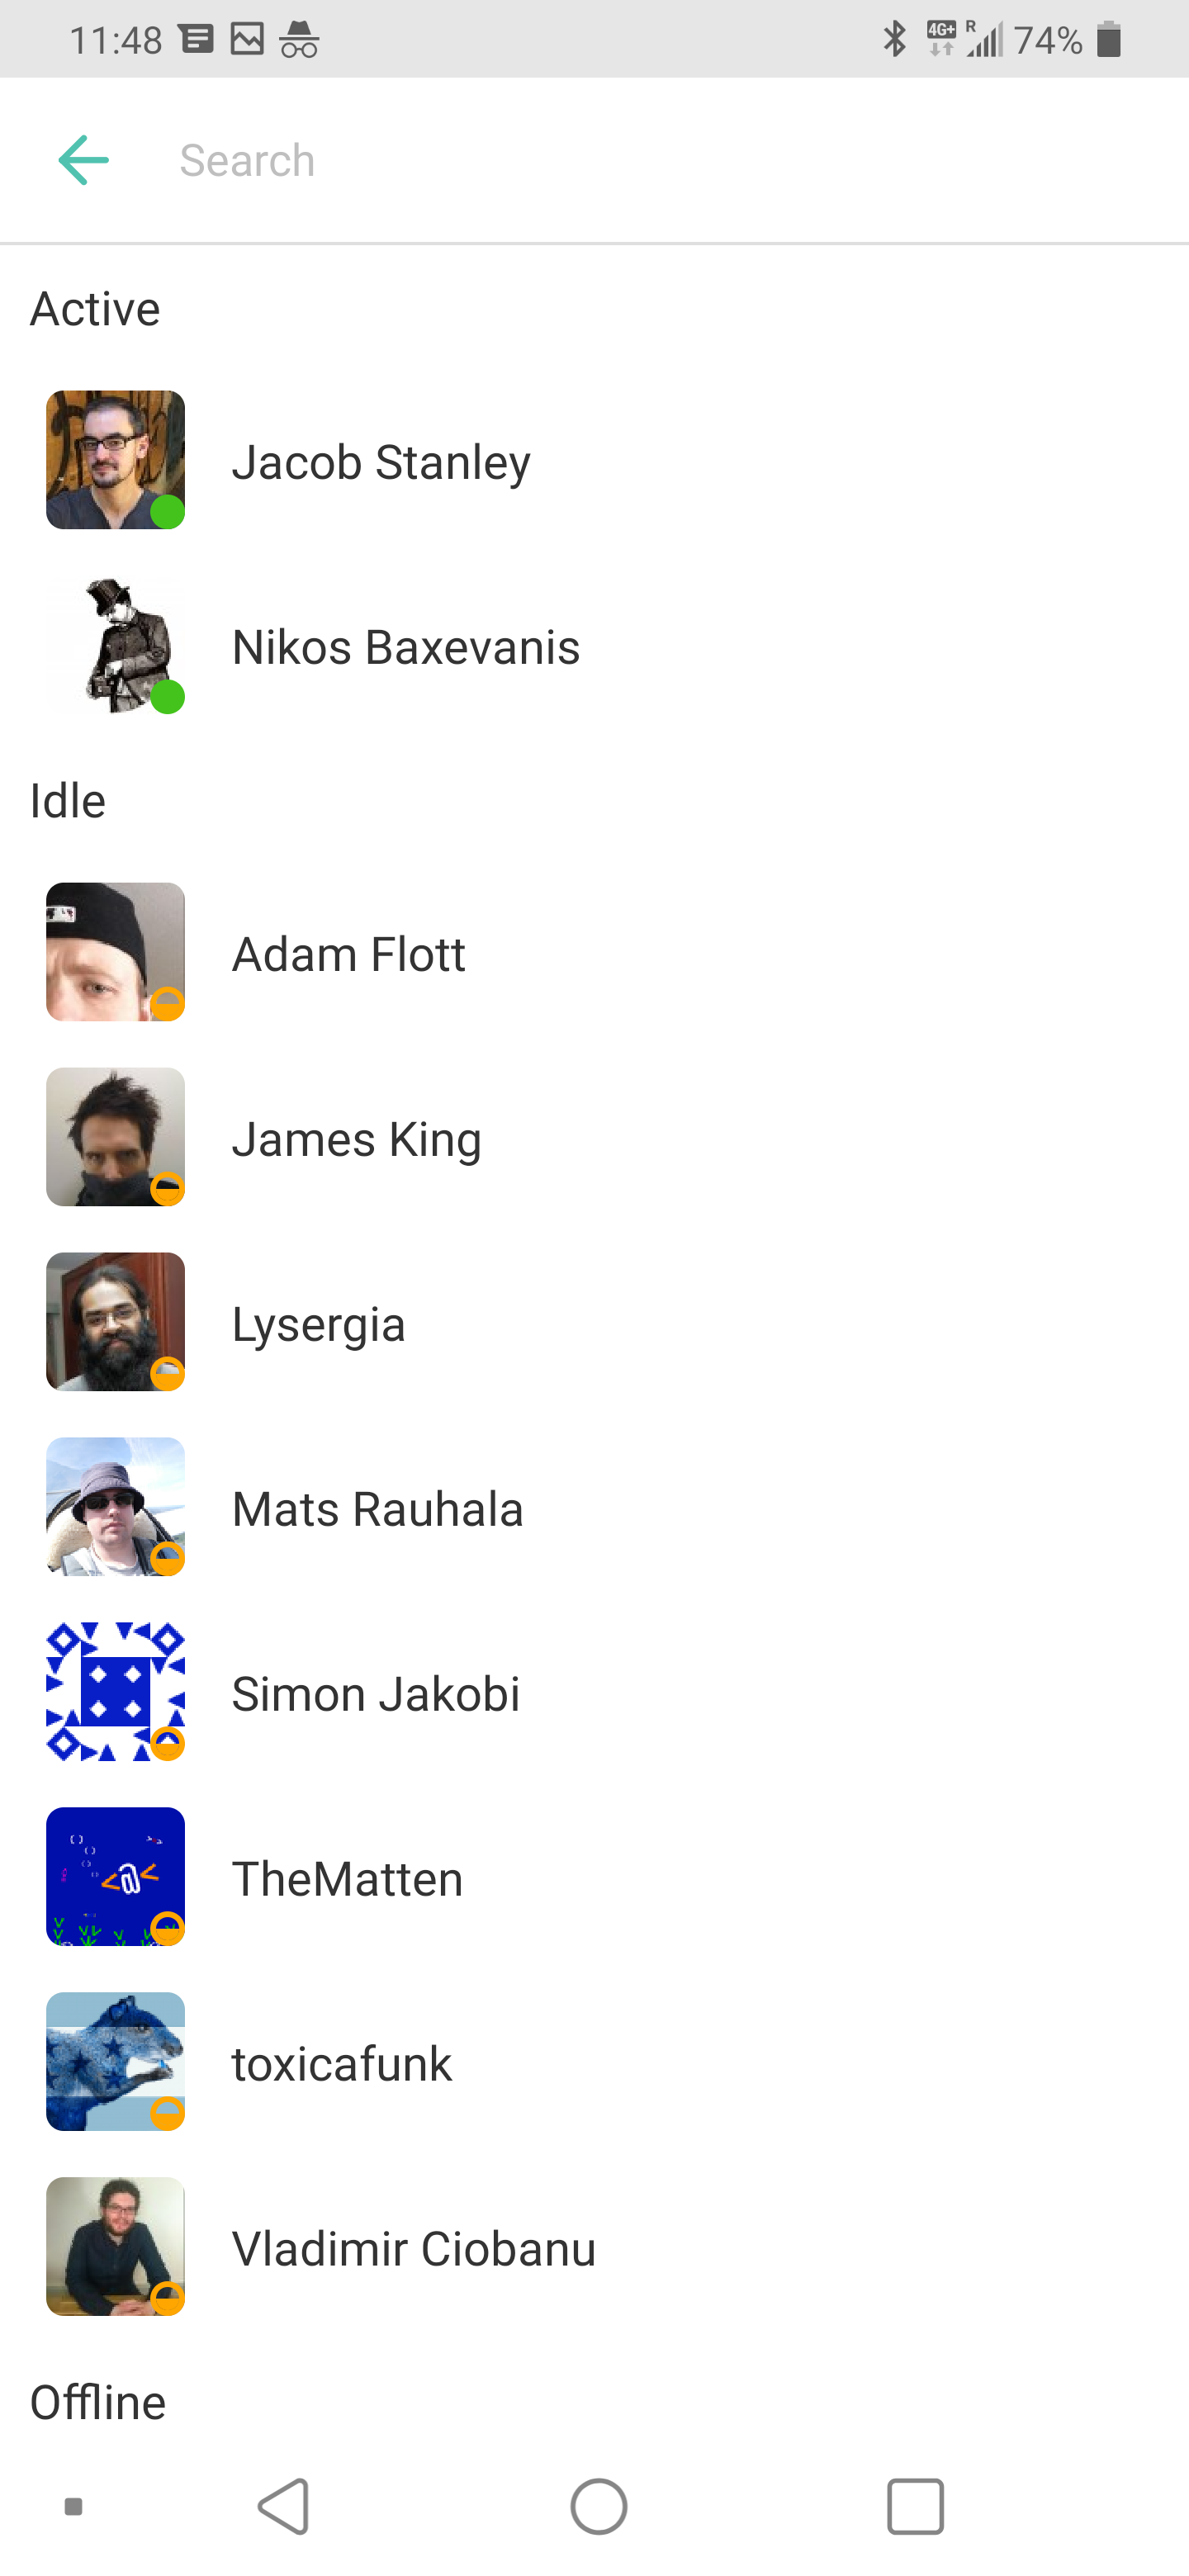 11:48 4G+ R 74%
Search
Active
Jacob Stanley
Nikos Baxevanis
Idle
Adam Flott
James King
Lysergia
Mats Rauhala
Simon Jakobi
TheMatten
toxicafunk
Vladimir Ciobanu
Offline